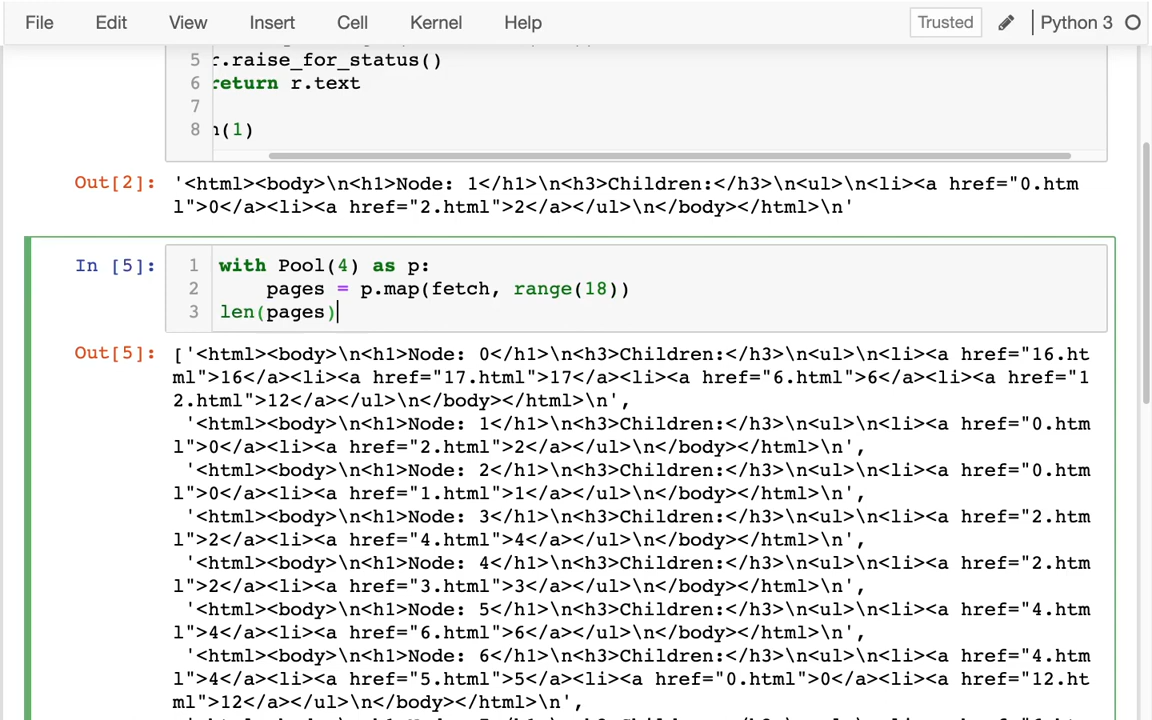 File Edit View Insert Cell Kernel Help Trusted Python 3
5 r.raise_for_status()
6 return r.text
7
8 n(1)
Out[2]: '<html><body>\n<h1>Node: 1</h1>\n<h3>Children:</h3>\n<ul>\n<li><a href="0.htm
l">0</a><li><a href="2.html">2</a></ul>\n</body></html>\n'
In [5]: 1 with Pool(4) as p:
2 pages = p.map(fetch, range(18))
3 len(pages)
Out[5]: ['<html><body>\n<h1>Node: 0</h1>\n<h3>Children:</h3>\n<ul>\n<li><a href="16.ht
ml">16</a><li><a href="17.html">17</a><li><a href="6.html">6</a><li><a href="1
2.html">12</a></ul>\n</body></html>\n',
'<html><body>\n<h1>Node: 1</h1>\n<h3>Children:</h3>\n<ul>\n<li><a href="0.htm
l">0</a><li><a href="2.html">2</a></ul>\n</body></html>\n',
'<html><body>\n<h1>Node: 2</h1>\n<h3>Children:</h3>\n<ul>\n<li><a href="0.htm
l">0</a><li><a href="1.html">1</a></ul>\n</body></html>\n',
'<html><body>\n<h1>Node: 3</h1>\n<h3>Children:</h3>\n<ul>\n<li><a href="2.htm
l">2</a><li><a href="4.html">4</a></ul>\n</body></html>\n',
'<html><body>\n<h1>Node: 4</h1>\n<h3>Children:</h3>\n<ul>\n<li><a href="2.htm
l">2</a><li><a href="3.html">3</a></ul>\n</body></html>\n',
'<html><body>\n<h1>Node: 5</h1>\n<h3>Children:</h3>\n<ul>\n<li><a href="4.htm
l">4</a><li><a href="6.html">6</a></ul>\n</body></html>\n',
'<html><body>\n<h1>Node: 6</h1>\n<h3>Children:</h3>\n<ul>\n<li><a href="4.htm
l">4</a><li><a href="5.html">5</a><li><a href="0.html">0</a><li><a href="12.ht
ml">12</a></ul>\n</body></html>\n',